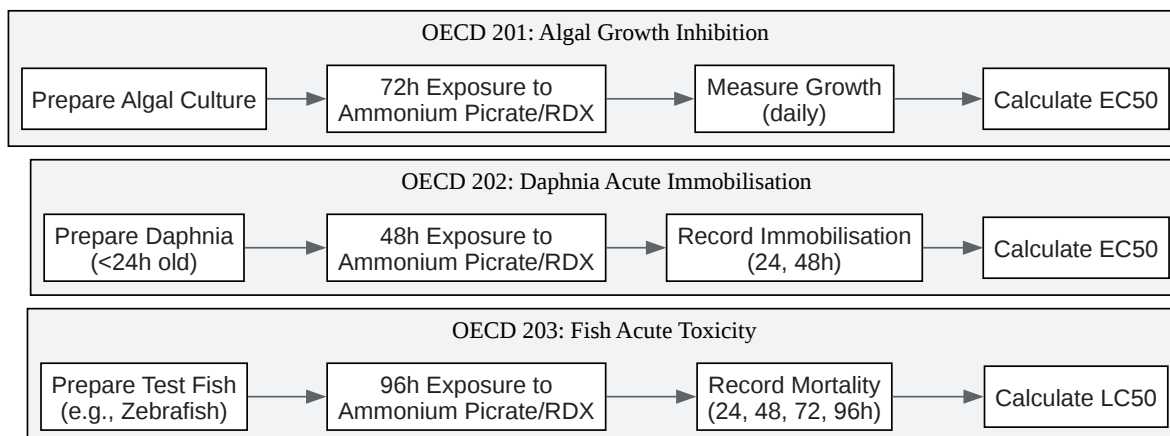 OECD 201: Algal Growth Inhibition
Prepare Algal Culture
72h Exposure to
Ammonium Picrate/RDX
Measure Growth
(daily)
Calculate EC50
OECD 202: Daphnia Acute Immobilisation
Prepare Daphnia
(<24h old)
48h Exposure to
Ammonium Picrate/RDX
Record Immobilisation
(24, 48h)
Calculate EC50
OECD 203: Fish Acute Toxicity
Prepare Test Fish
(e.g., Zebrafish)
96h Exposure to
Ammonium Picrate/RDX
Record Mortality
(24, 48, 72, 96h)
Calculate LC50